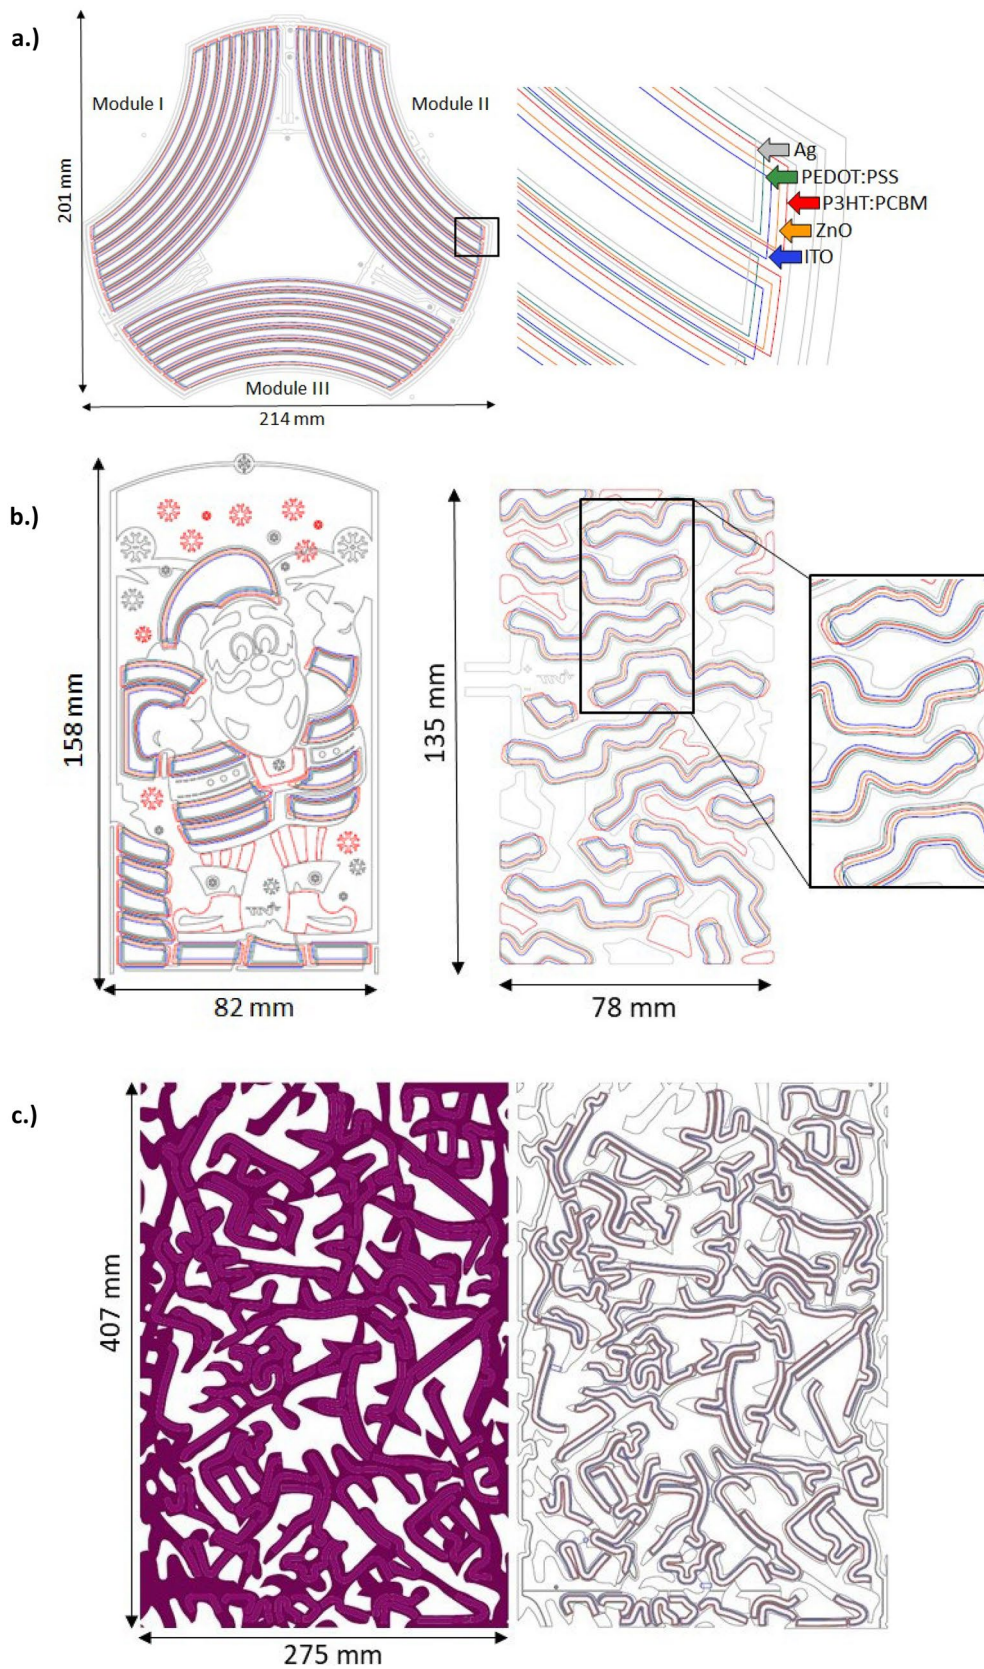 a.)
Module I
Module II
201 mm
Module III
214 mm
Ag
PEDOT:PSS
P3HT:PCBM
ZnO
ITO
b.)
158 mm
82 mm
135 mm
78 mm
c.)
407 mm
275 mm